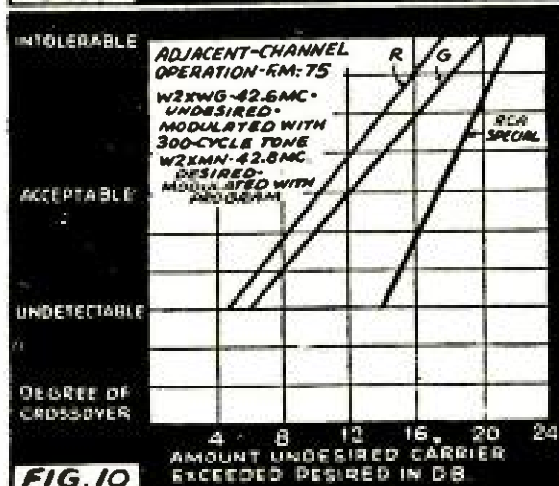 INTOLERABLE
ADJACENT-CHANNEL
OPERATION-FM-75
W2XWG-42.6MC-
UNDESIRED-
MODULATED WITH
300-CYCLE TONE
W2XMN-42.8MC
DESIRED-
MODULATED WITH
PROGRAM
R G
RCA
SPECIAL
ACCEPTABLE
UNDETECTABLE
DEGREE OF
CROSSOVER
4 8 12 16 20 24
AMOUNT UNDESIRED CARRIER
EXCEEDED DESIRED IN DB
FIG. 10